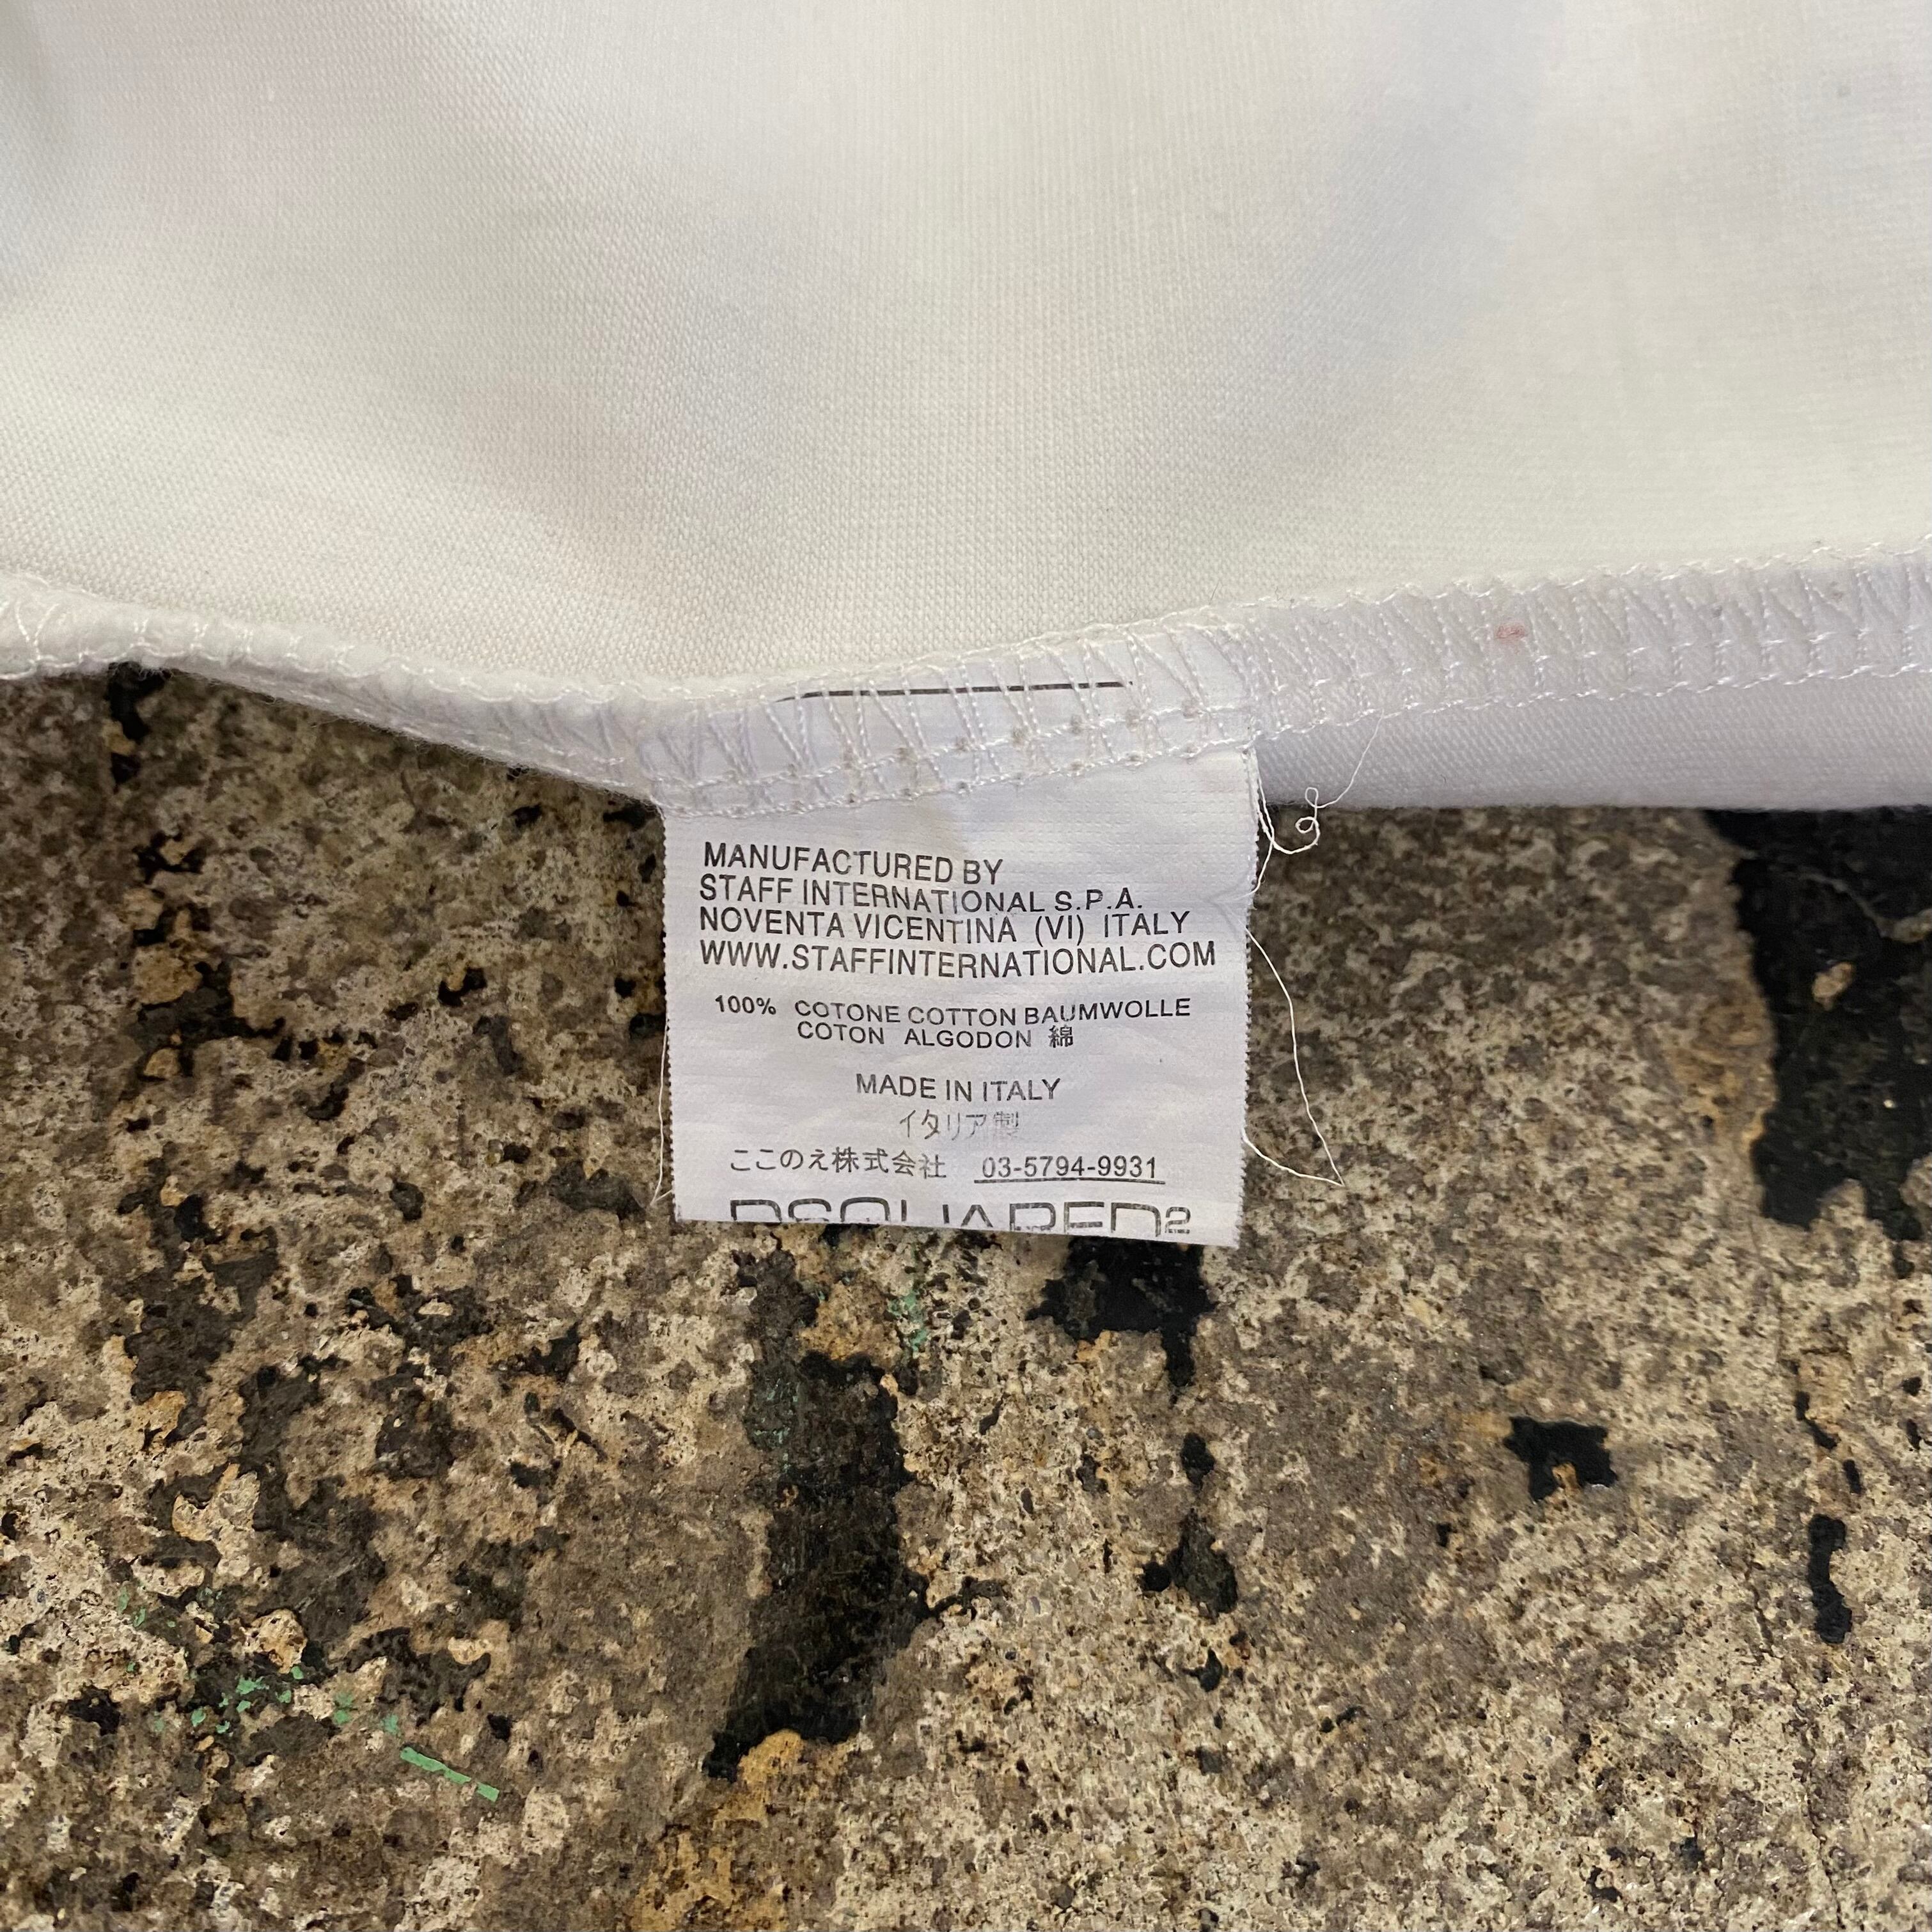 MANUFACTURED BY
STAFF INTERNATIONAL S.P.A.
NOVENTA VICENTINA (VI) ITALY
WWW.STAFFINTERNATIONAL.COM
100% COTONE COTTON BAUMWOLLE
COTON ALGODON 綿
MADE IN ITALY
イタリア製
ここのえ株式会社 03-5794-9931
DSQUARED2